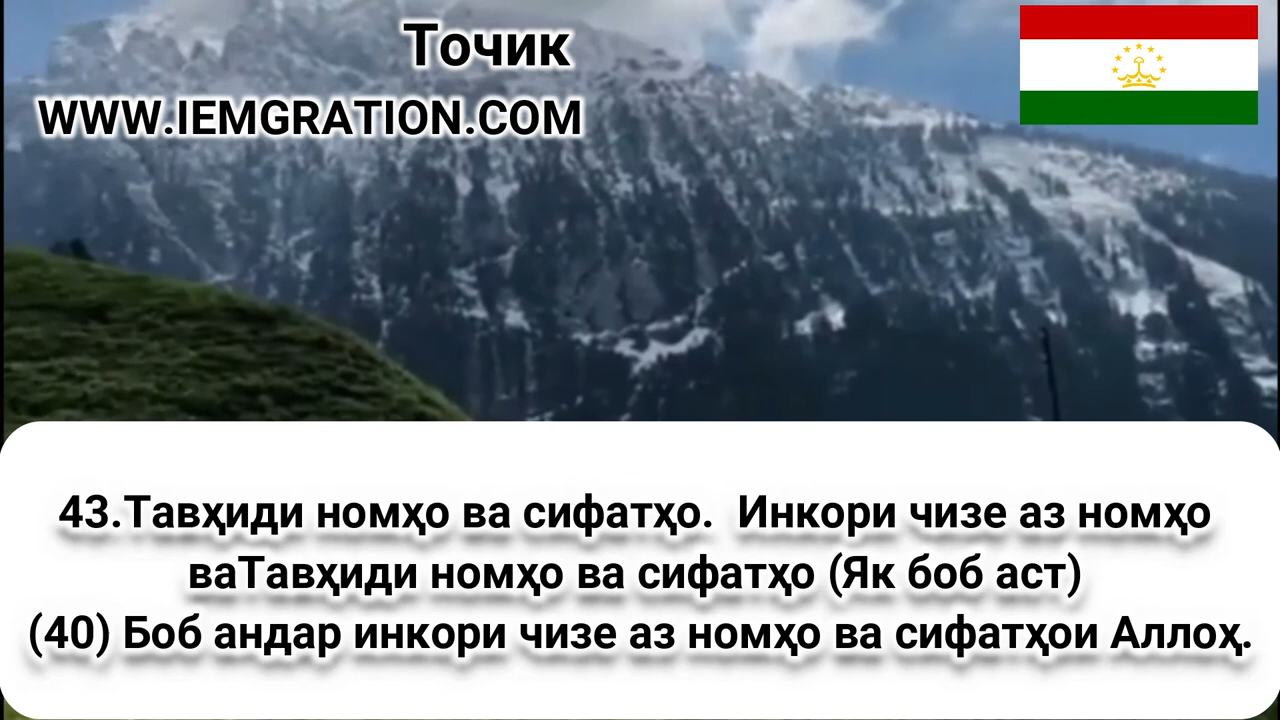 Точик
WWW.IEMGRATION.COM
43.Тавҳиди номҳо ва сифатҳо.  Инкори чизе аз номҳо
ваТавҳиди номҳо ва сифатҳо (Як боб аст)
(40) Боб андар инкори чизе аз номҳо ва сифатҳои Аллоҳ.